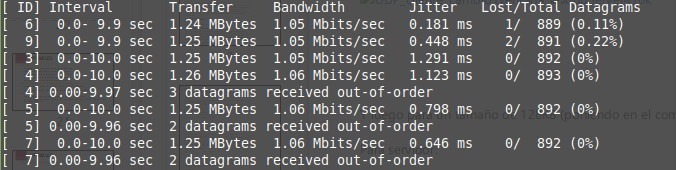 [ ID] Interval       Transfer     Bandwidth        Jitter   Lost/Total Datagrams
[  6]  0.0- 9.9 sec  1.24 MBytes  1.05 Mbits/sec   0.181 ms    1/  889 (0.11%)
[  9]  0.0- 9.9 sec  1.25 MBytes  1.05 Mbits/sec   0.448 ms    2/  891 (0.22%)
[  3]  0.0-10.0 sec  1.25 MBytes  1.05 Mbits/sec   1.291 ms    0/  892 (0%)
[  4]  0.0-10.0 sec  1.26 MBytes  1.06 Mbits/sec   1.123 ms    0/  893 (0%)
[  4] 0.00-9.97 sec  3 datagrams received out-of-order
[  5]  0.0-10.0 sec  1.25 MBytes  1.06 Mbits/sec   0.798 ms    0/  892 (0%)
[  5] 0.00-9.96 sec  2 datagrams received out-of-order
[  7]  0.0-10.0 sec  1.25 MBytes  1.06 Mbits/sec   0.646 ms    0/  892 (0%)
[  7] 0.00-9.96 sec  2 datagrams received out-of-order